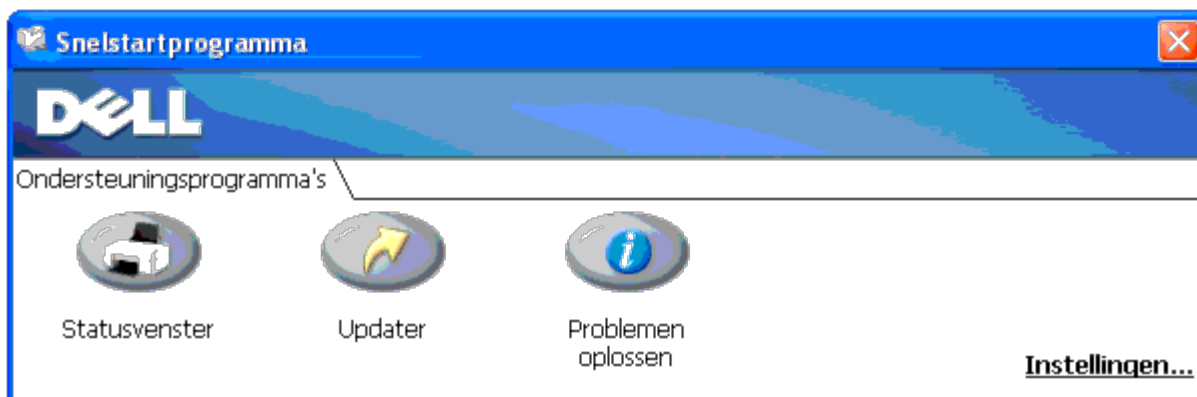 Snelstartprogramma
DELL
Ondersteuningsprogramma's
Statusvenster
Updater
Problemen
oplossen
Instellingen...